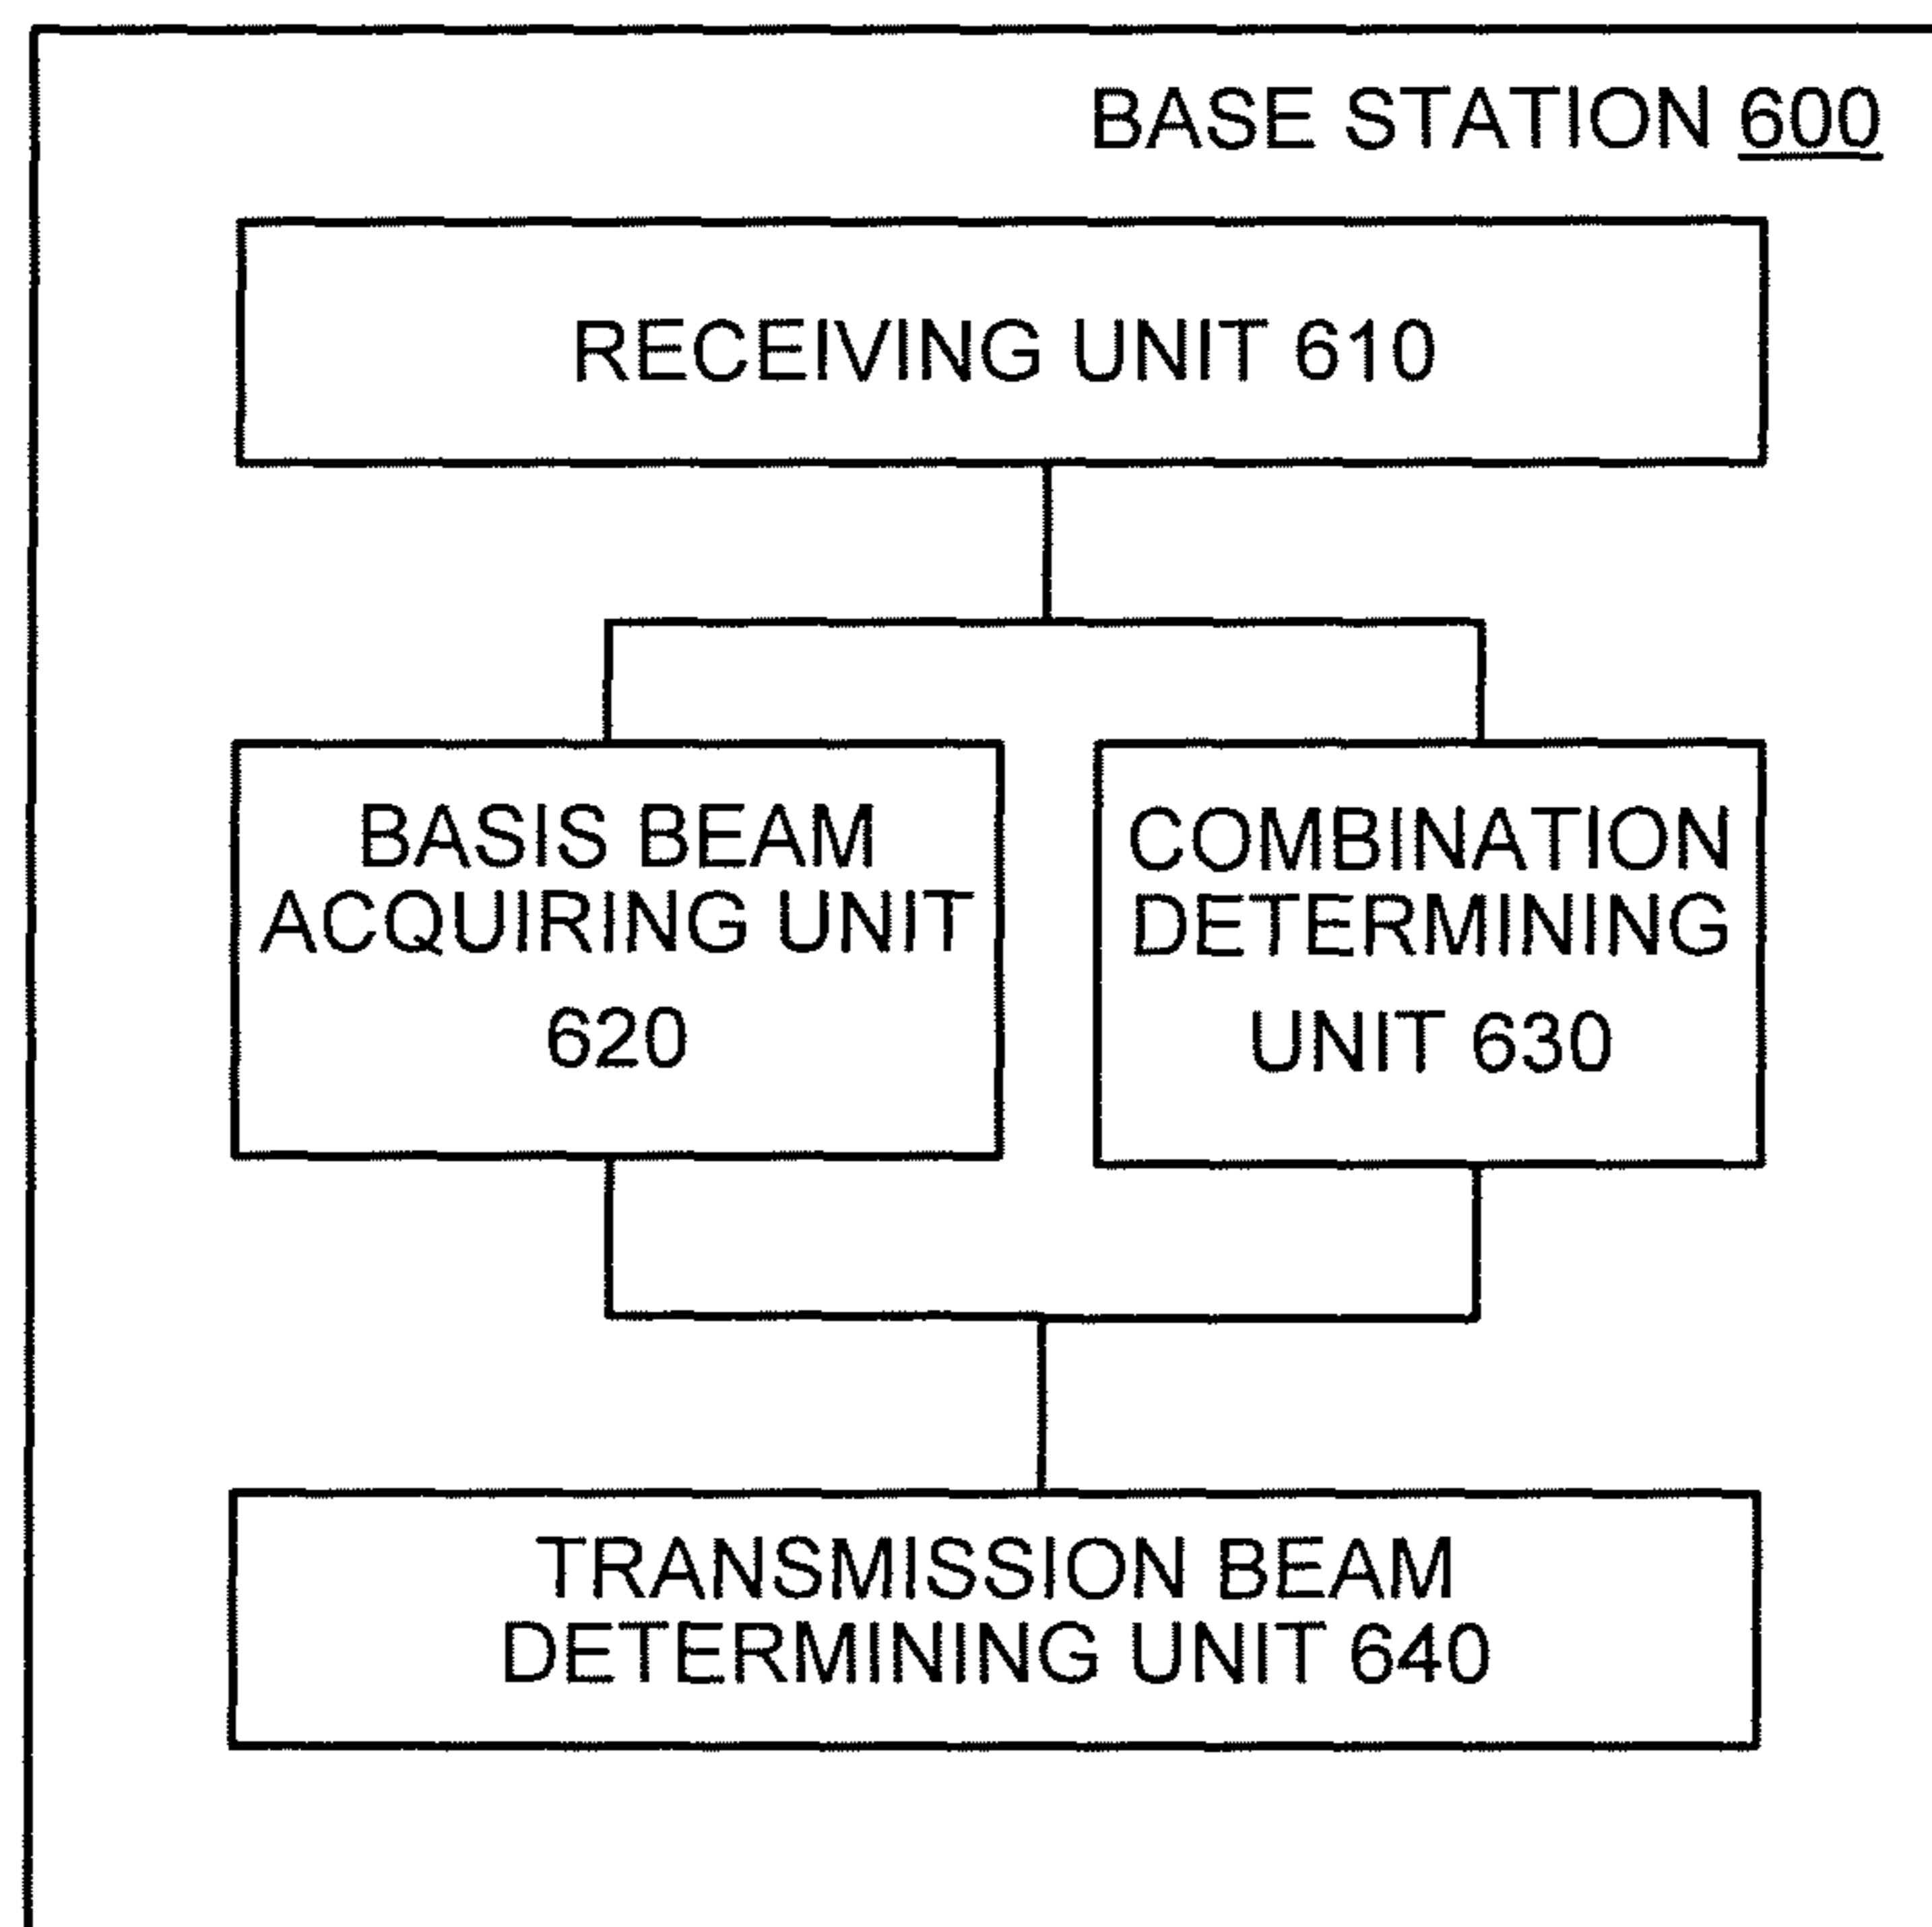 BASE STATION 600
RECEIVING UNIT 610
BASIS BEAM
ACQUIRING UNIT
620
COMBINATION
DETERMINING
UNIT 630
TRANSMISSION BEAM
DETERMINING UNIT 640